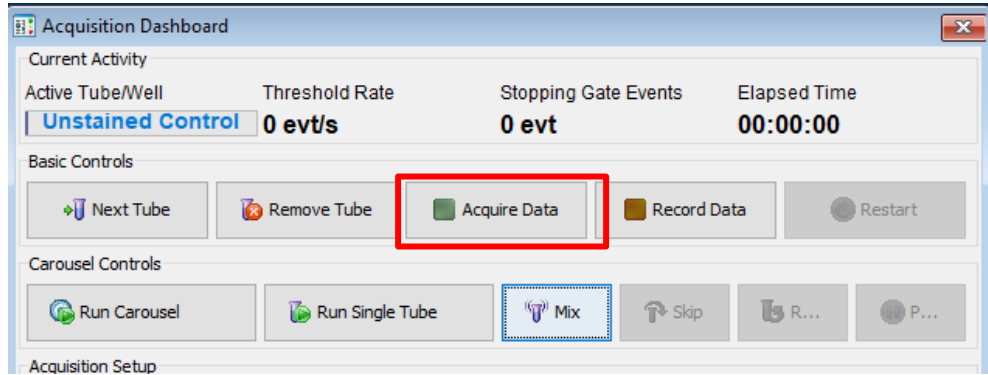 Acquisition Dashboard
Current Activity
Active Tube/Well Threshold Rate Stopping Gate Events Elapsed Time
Unstained Control 0 evt/s 0 evt 00:00:00
Basic Controls
Next Tube Remove Tube Acquire Data Record Data Restart
Carousel Controls
Run Carousel Run Single Tube Mix Skip R... P...
Acquisition Setup